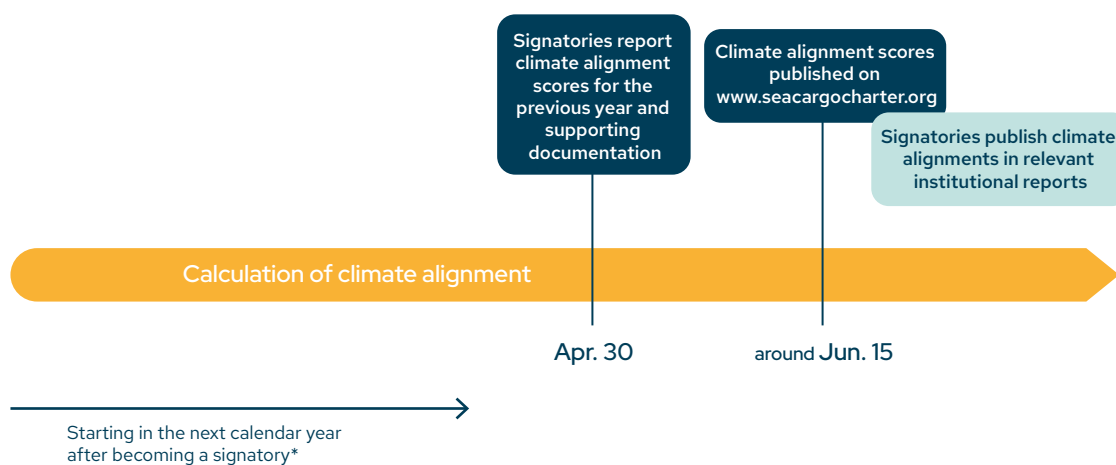 Signatories report
climate alignment
scores for the
previous year and
supporting
documentation
Climate alignment scores
published on
www.seacargocharter.org
Signatories publish climate
alignments in relevant
institutional reports
Calculation of climate alignment
Apr. 30
around Jun. 15
Starting in the next calendar year
after becoming a signatory*